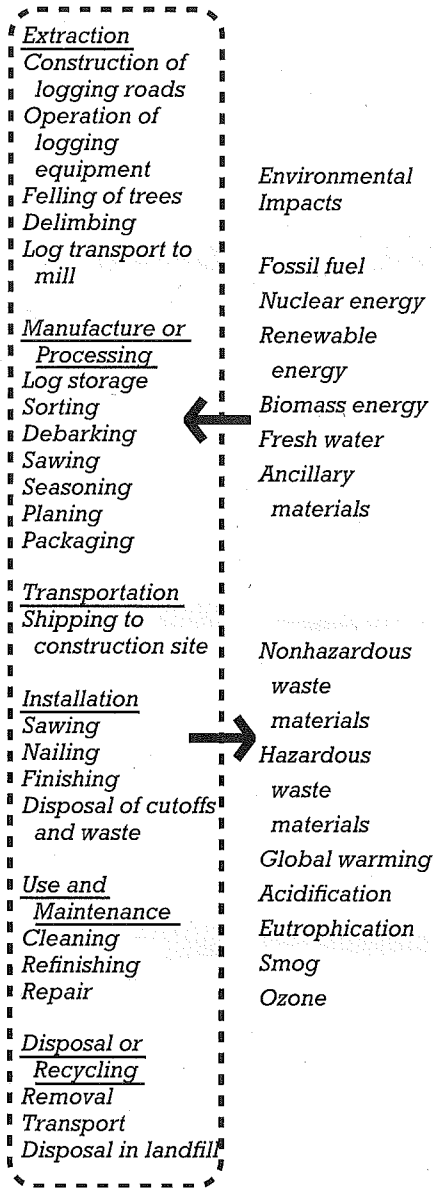 Extraction
Construction of
logging roads
Operation of
logging
equipment
Felling of trees
Delimbing
Log transport to
mill
Manufacture or
Processing
Log storage
Sorting
Debarking
Sawing
Seasoning
Planing
Packaging
Transportation
Shipping to
construction site
Installation
Sawing
Nailing
Finishing
Disposal of cutoffs
and waste
Use and
Maintenance
Cleaning
Refinishing
Repair
Disposal or
Recycling
Removal
Transport
Disposal in landfill
Environmental
Impacts
Fossil fuel
Nuclear energy
Renewable
energy
Biomass energy
Fresh water
Ancillary
materials
Nonhazardous
waste
materials
Hazardous
waste
materials
Global warming
Acidification
Eutrophication
Smog
Ozone